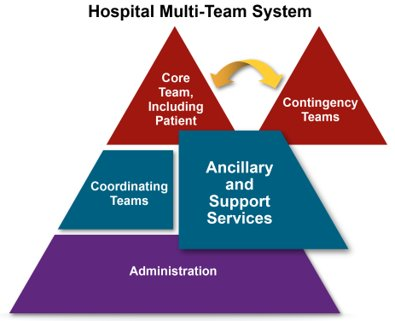 Hospital Multi-Team System
Core
Team,
Including
Patient
Contingency
Teams
Coordinating
Teams
Ancillary
and
Support
Services
Administration